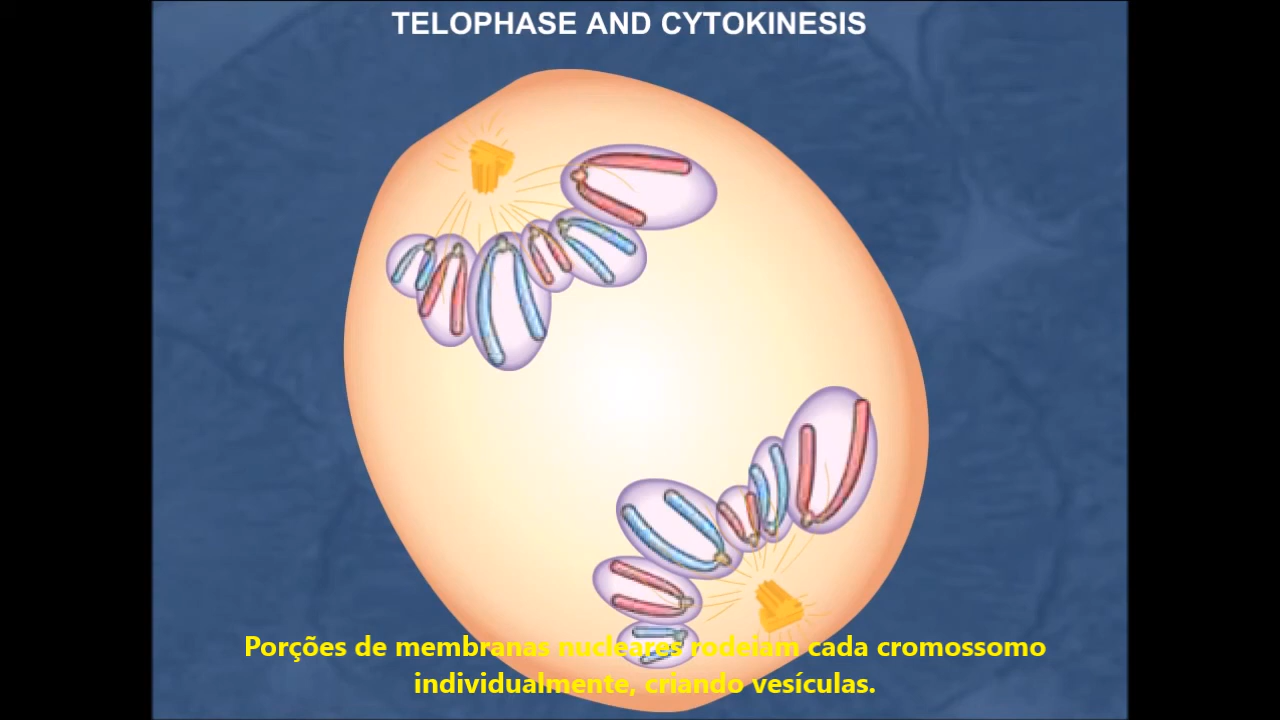 TELOPHASE AND CYTOKINESIS
Porções de membranas nucleares rodeiam cada cromossomo
individualmente, criando vesículas.